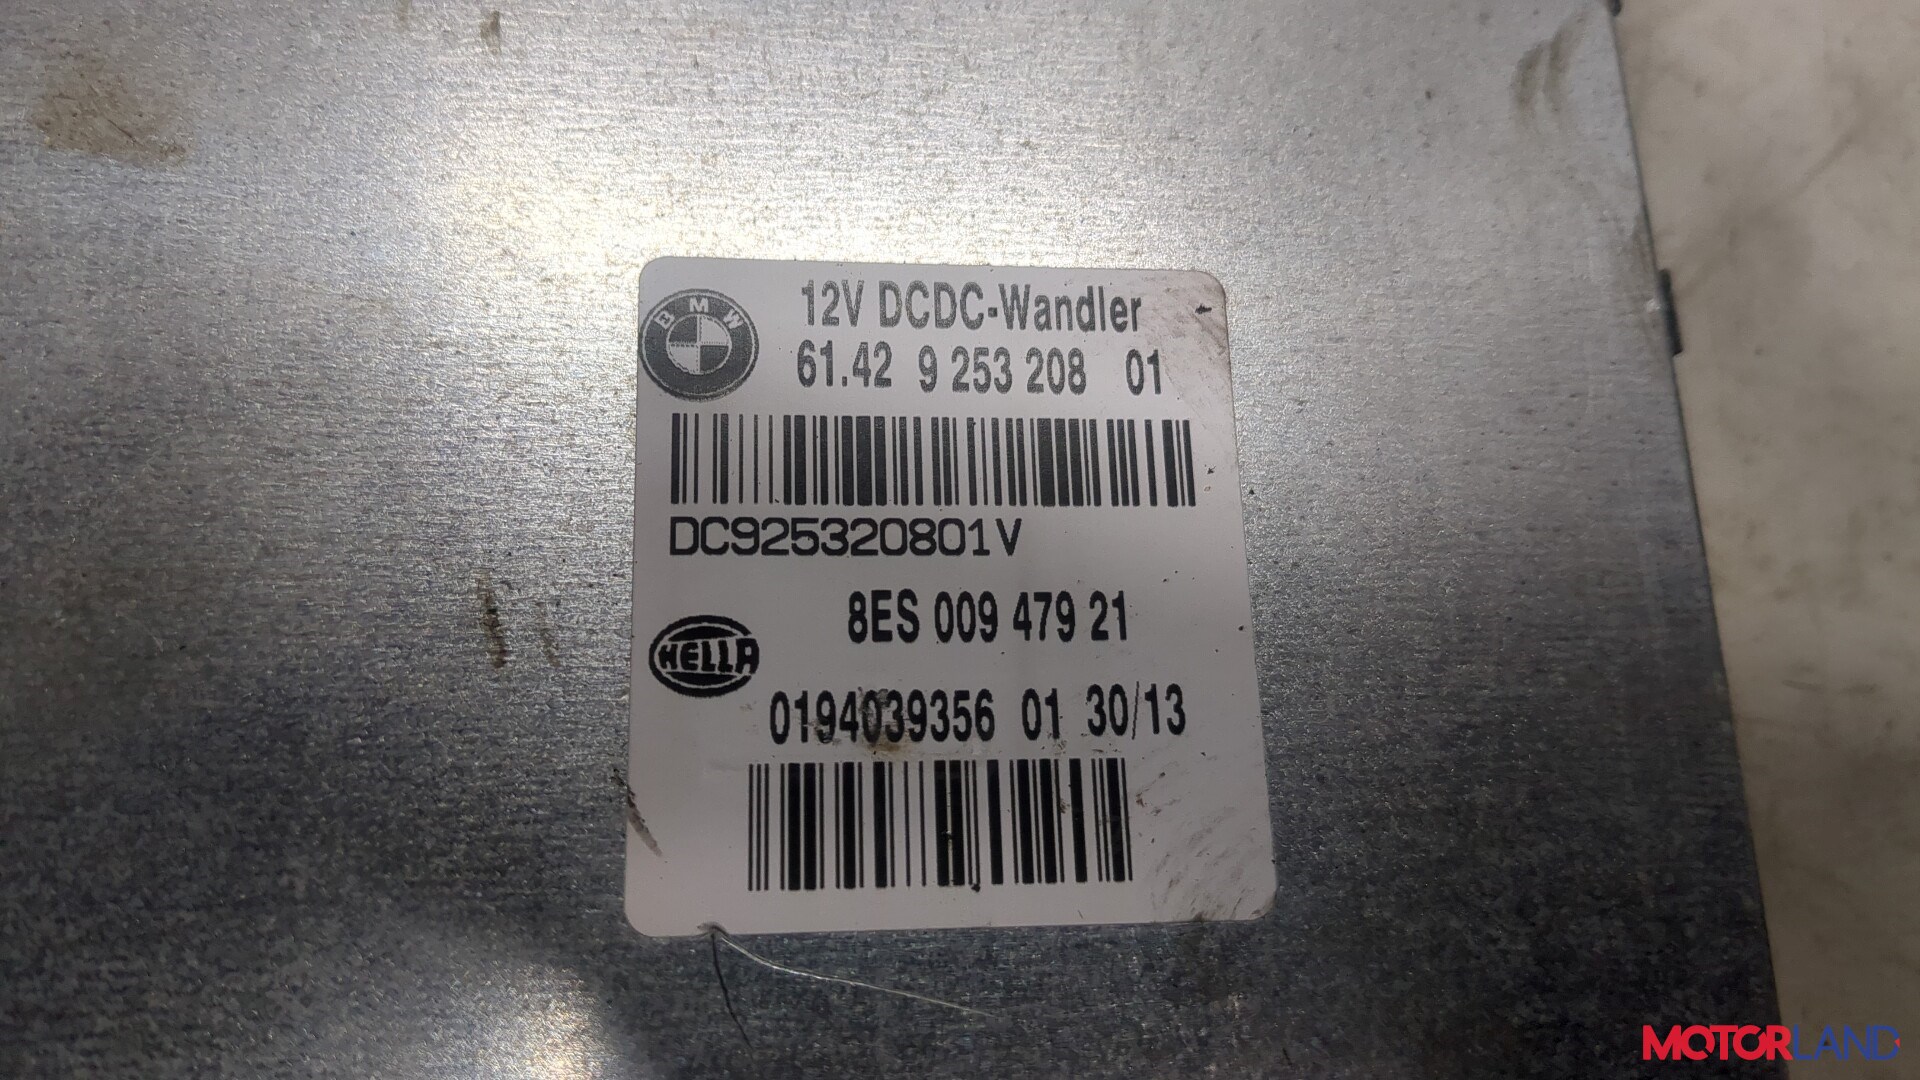 BMW
12V DCDC-Wandler
61.42 9 253 208 01
DC925320801V
8ES 009 479 21
HELLA
0194039356 01 30/13
MOTORLAND